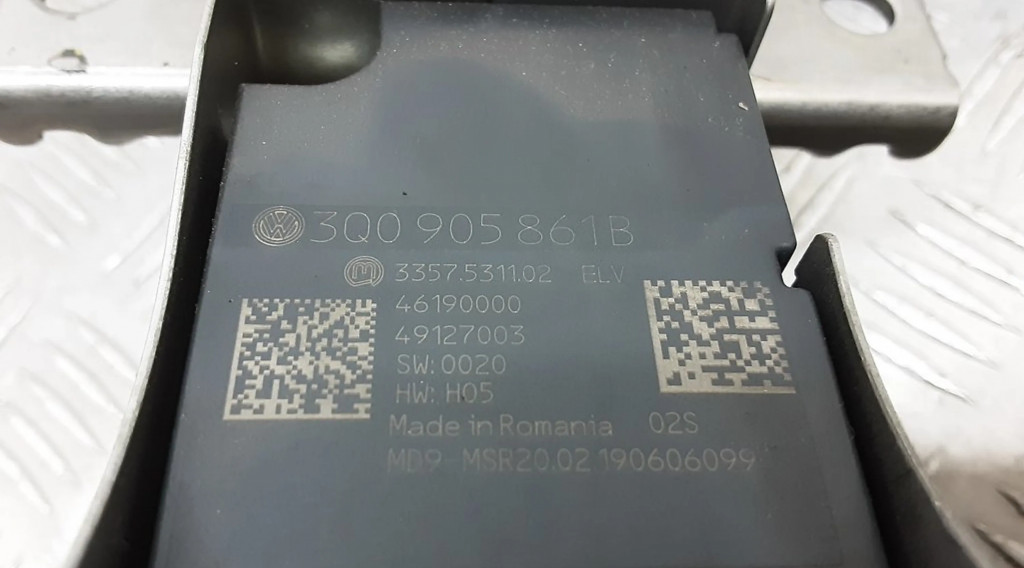 3Q0 905 861B
3357.5311.02 ELV
46190000
49127003
SW: 0020
HW: H05
Made in Romania 02S
MD9-MSR20.02 190606099